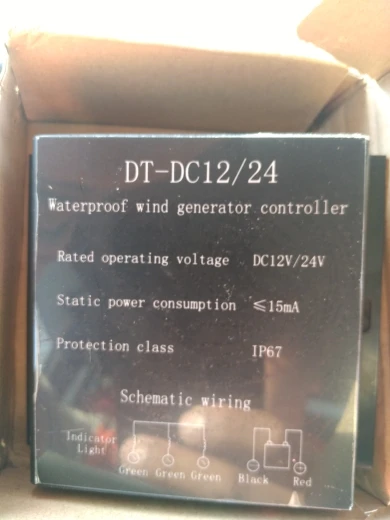 DT-DC12/24
Waterproof wind generator controller
Rated operating voltage DC12V/24V
Static power consumption ≤15mA
Protection class IP67
Schematic wiring
Indicator
Light
Green Green Green Black Red